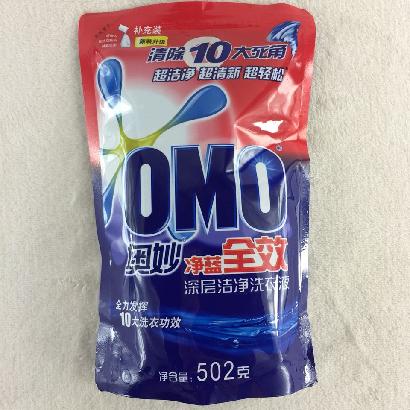 补充装
清除10大死角
超洁净 超清新 超轻松
OMO
奥妙
净蓝全效
深层洁净洗衣液
全力发挥
10大洗衣功效
净含量: 502克